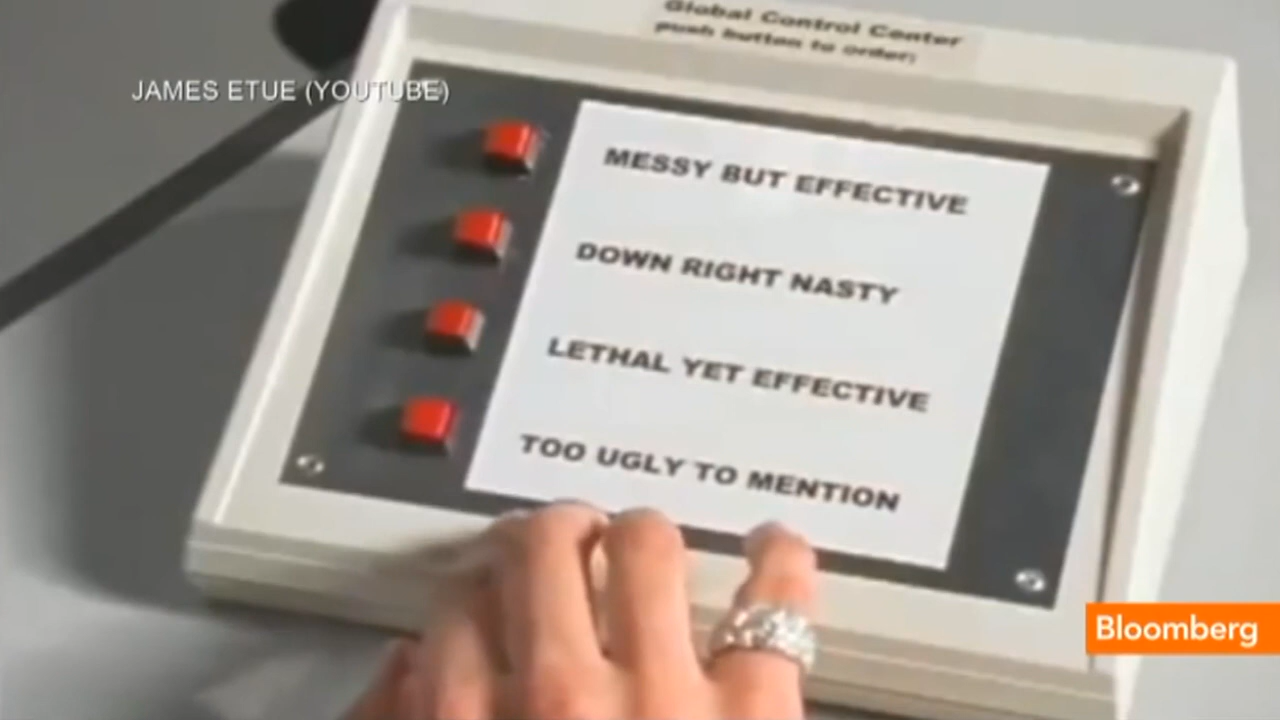 Global Control Center
push button to order:
JAMES ETUE (YOUTUBE)
MESSY BUT EFFECTIVE
DOWN RIGHT NASTY
LETHAL YET EFFECTIVE
TOO UGLY TO MENTION
Bloomberg